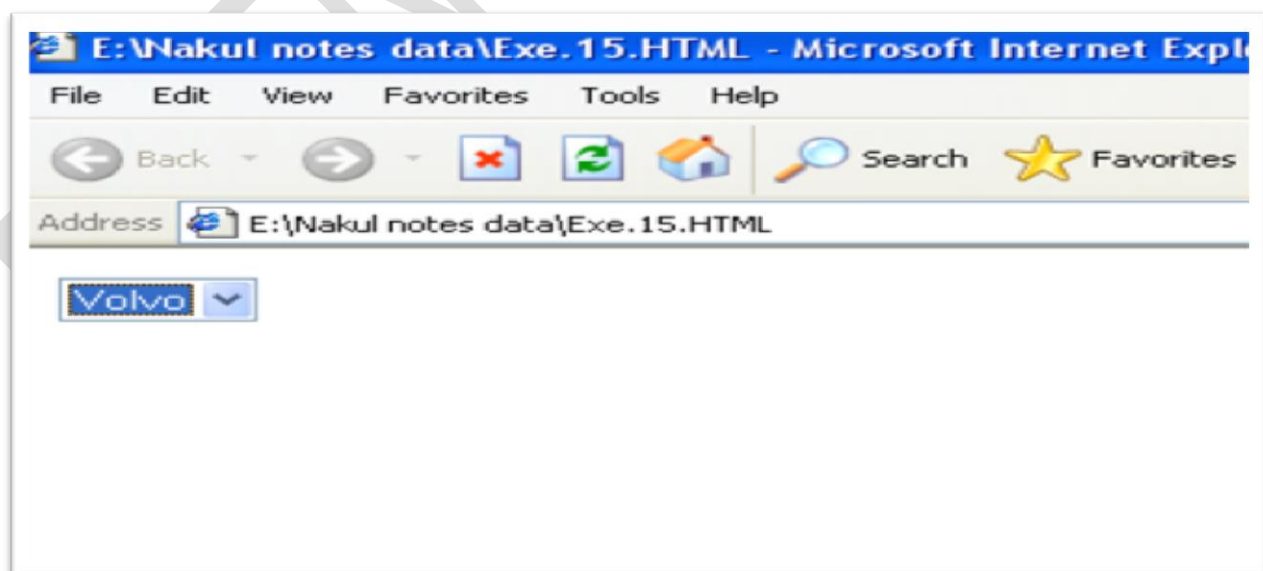 E:\Nakul notes data\Exe.15.HTML - Microsoft Internet Expl
File Edit View Favorites Tools Help
Back Search Favorites
Address E:\Nakul notes data\Exe.15.HTML
Volvo